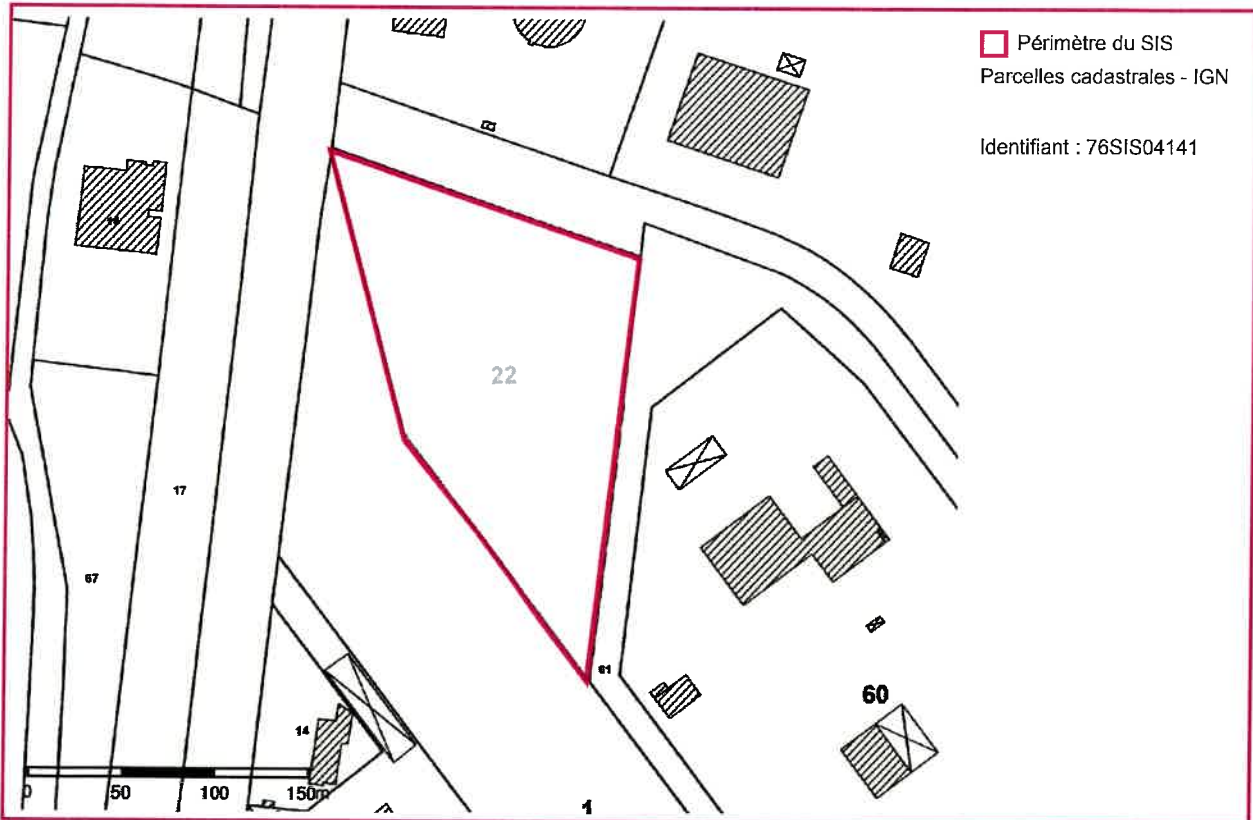 Périmètre du SIS
Parcelles cadastrales - IGN
Identifiant : 76SIS04141
22
17
67
61
60
14
0 50 100 150m
1